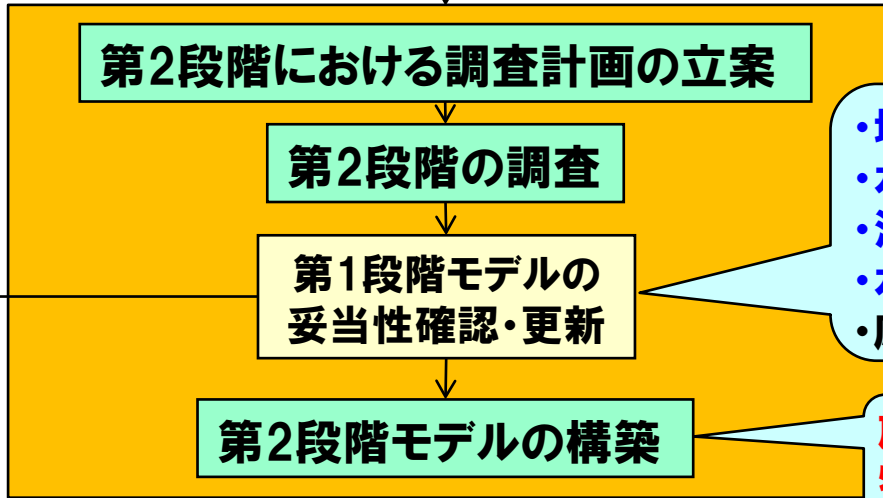 第2段階における調査計画の立案
第2段階の調査
第1段階モデルの
妥当性確認・更新
第2段階モデルの構築